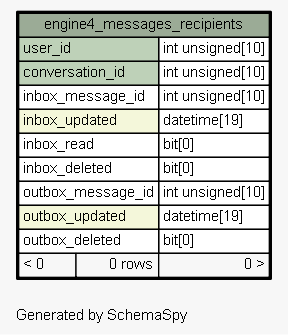 engine4_messages_recipients
user_id int unsigned[10]
conversation_id int unsigned[10]
inbox_message_id int unsigned[10]
inbox_updated datetime[19]
inbox_read bit[0]
inbox_deleted bit[0]
outbox_message_id int unsigned[10]
outbox_updated datetime[19]
outbox_deleted bit[0]
< 0 0 rows 0 >
Generated by SchemaSpy